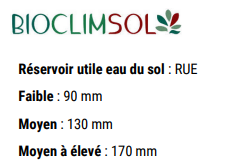 BIOCLIMSOL
Réservoir utile eau du sol : RUE
Faible : 90 mm
Moyen : 130 mm
Moyen à élevé : 170 mm